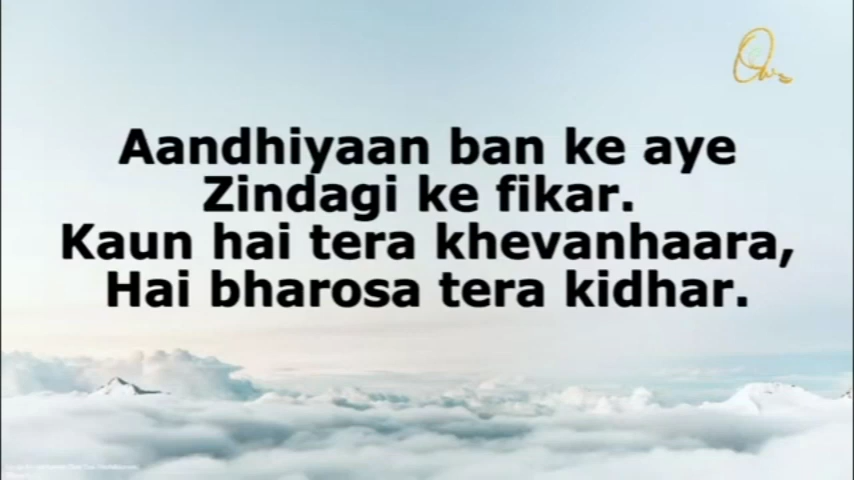 Aandhiyaan ban ke aye
Zindagi ke fikar.
Kaun hai tera khevanhaara,
Hai bharosa tera kidhar.